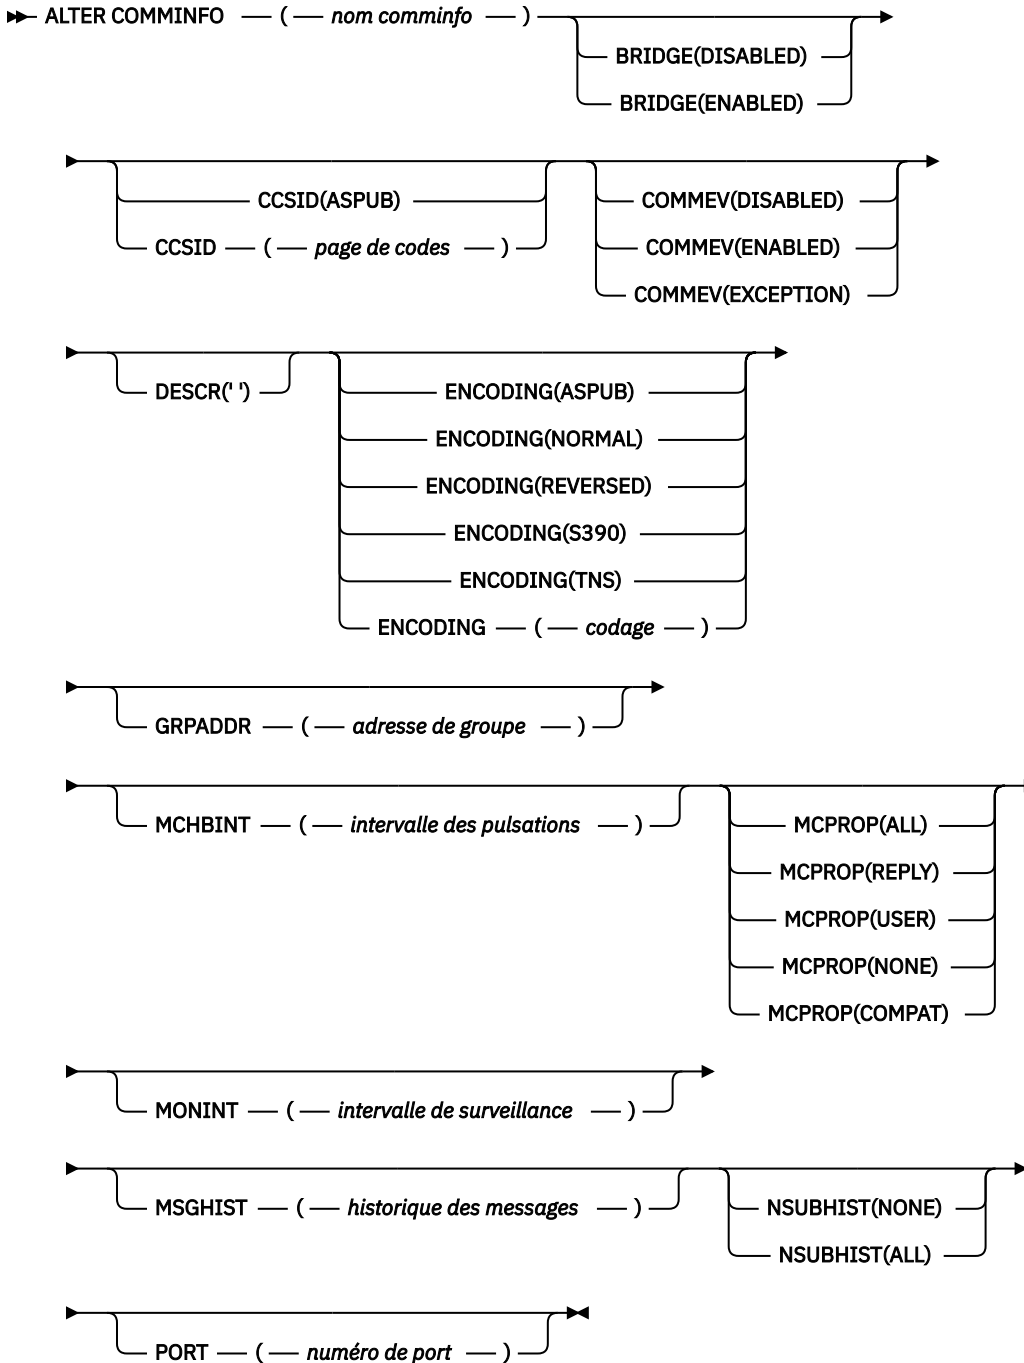 ALTER COMMINFO ( nom comminfo )
BRIDGE(DISABLED)
BRIDGE(ENABLED)
CCSID(ASPUB)
CCSID ( page de codes )
COMMEV(DISABLED)
COMMEV(ENABLED)
COMMEV(EXCEPTION)
DESCR(' ')
ENCODING(ASPUB)
ENCODING(NORMAL)
ENCODING(REVERSED)
ENCODING(S390)
ENCODING(TNS)
ENCODING ( codage )
GRPADDR ( adresse de groupe )
MCHBINT ( intervalle des pulsations )
MCPROP(ALL)
MCPROP(REPLY)
MCPROP(USER)
MCPROP(NONE)
MCPROP(COMPAT)
MONINT ( intervalle de surveillance )
MSGHIST ( historique des messages )
NSUBHIST(NONE)
NSUBHIST(ALL)
PORT ( numéro de port )